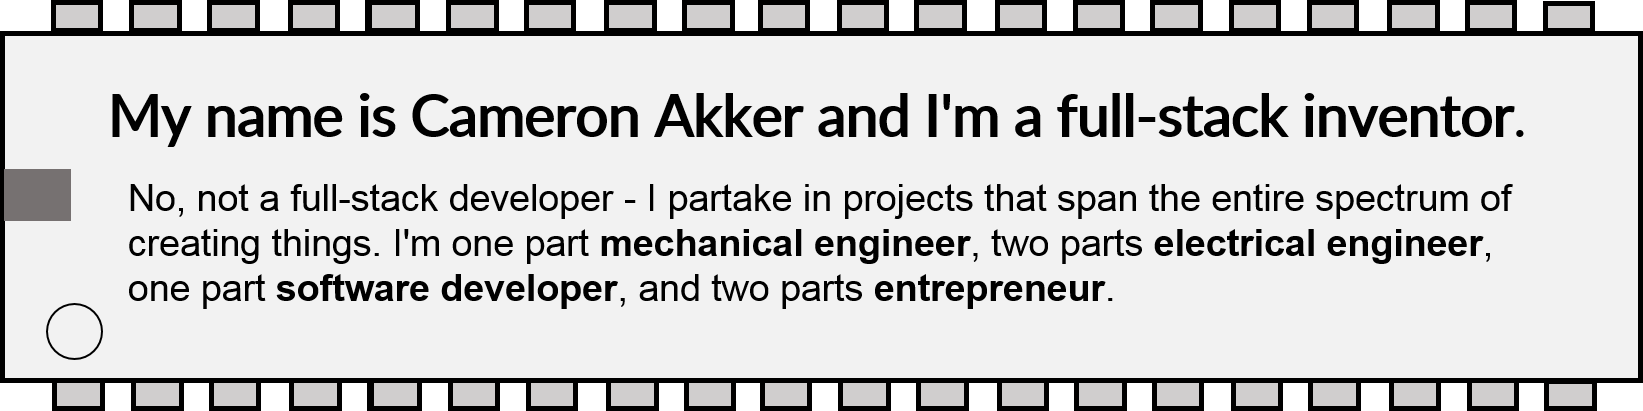 My name is Cameron Akker and I'm a full-stack inventor.
No, not a full-stack developer - I partake in projects that span the entire spectrum of
creating things. I'm one part mechanical engineer, two parts electrical engineer,
one part software developer, and two parts entrepreneur.